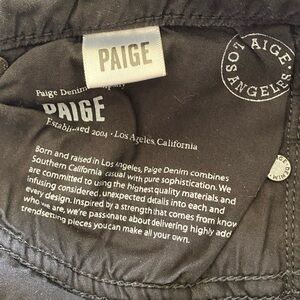 PAIGE
Paige Denim
PAIGE
Established 2004 • Los Angeles, California
Born and raised in Los Angeles, Paige Denim combines
Southern California casual with pure sophistication. We
are committed to using the highest quality materials and
infusing considered, unexpected details into each and
every design. Inspired by a strength that comes from know
who we are, we're passionate about delivering highly add
trendsetting pieces you can make all your own.
PAIGE
LOS ANGELES